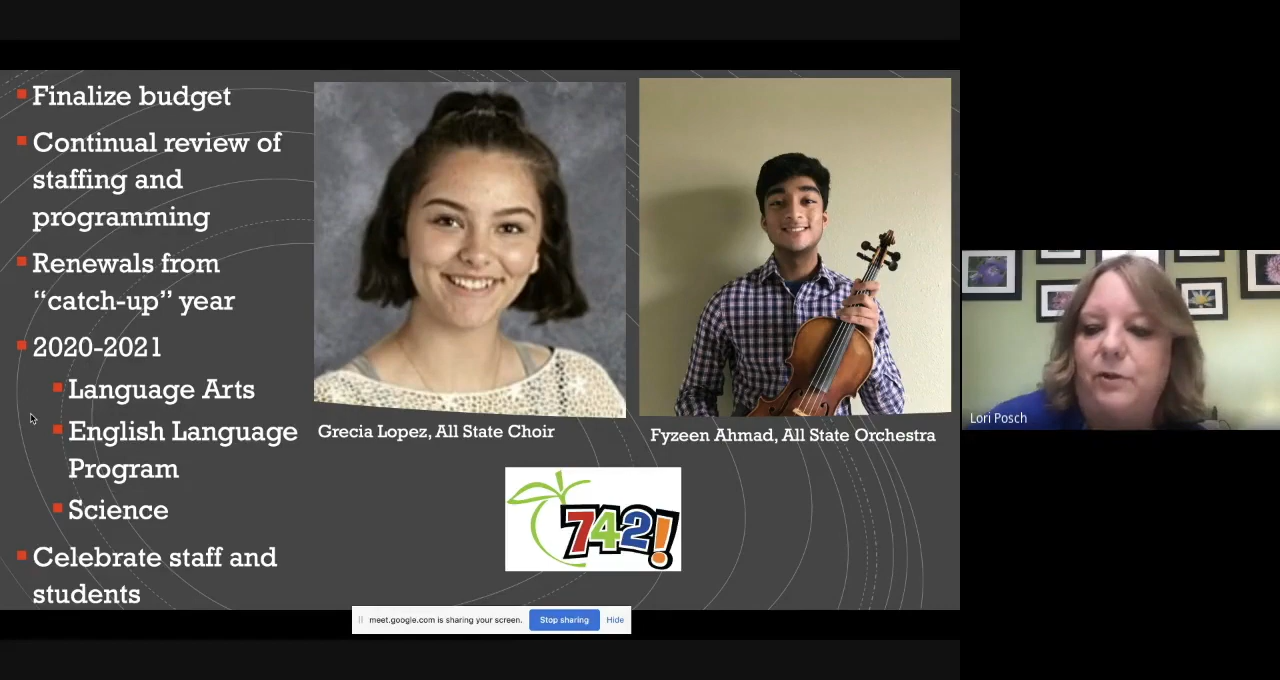 Finalize budget
Continual review of
staffing and
programming
Renewals from
“catch-up” year
2020-2021
Language Arts
English Language
Program
Science
Celebrate staff and
students
Grecia Lopez, All State Choir
Fyzeen Ahmad, All State Orchestra
742!
meet.google.com is sharing your screen.
Stop sharing
Hide
Lori Posch